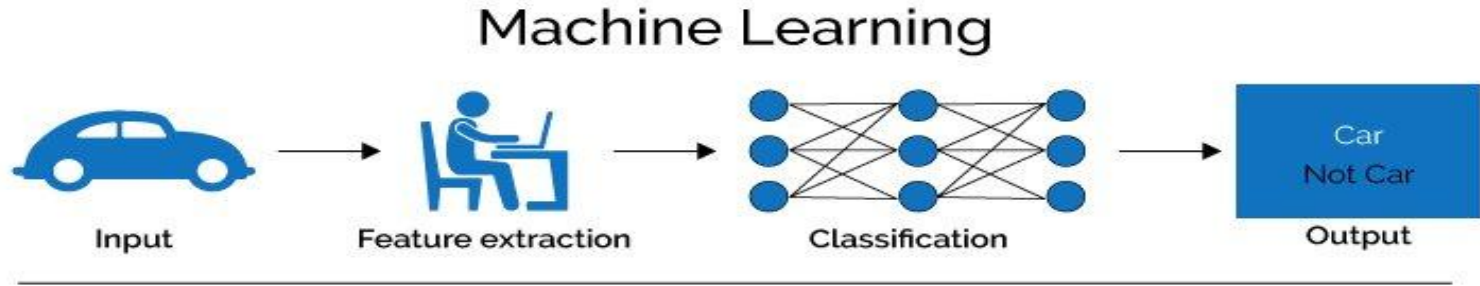 Machine Learning
Car
Not Car
Input
Feature extraction
Classification
Output